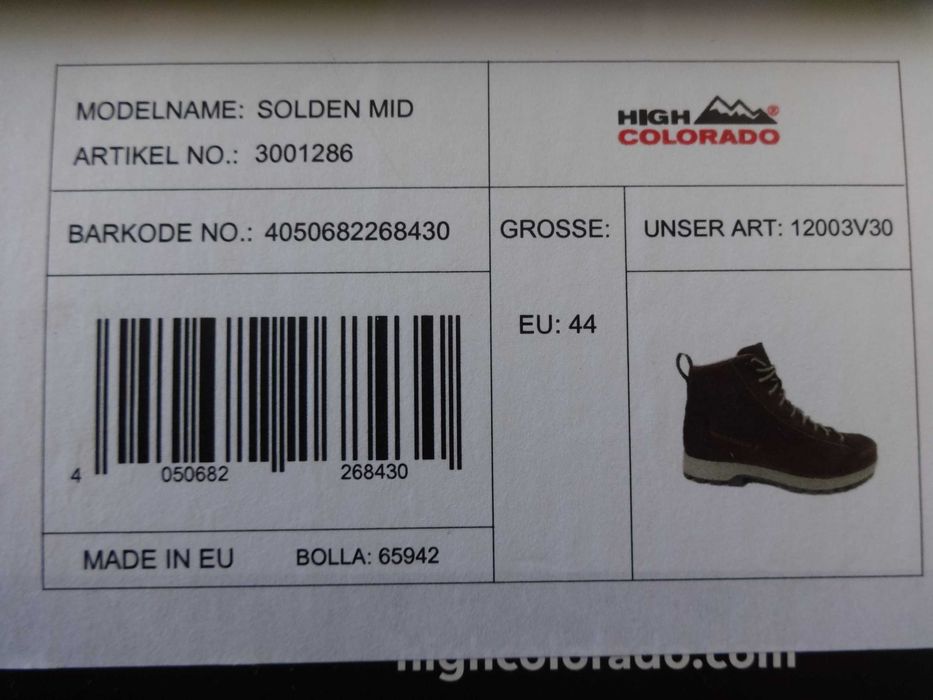 MODELNAME: SOLDEN MID
ARTIKEL NO.: 3001286
HIGH
COLORADO
BARKODE NO.: 4050682268430
GROSSE:
UNSER ART: 12003V30
EU: 44
4 050682 268430
MADE IN EU BOLLA: 65942
highcolorado.com